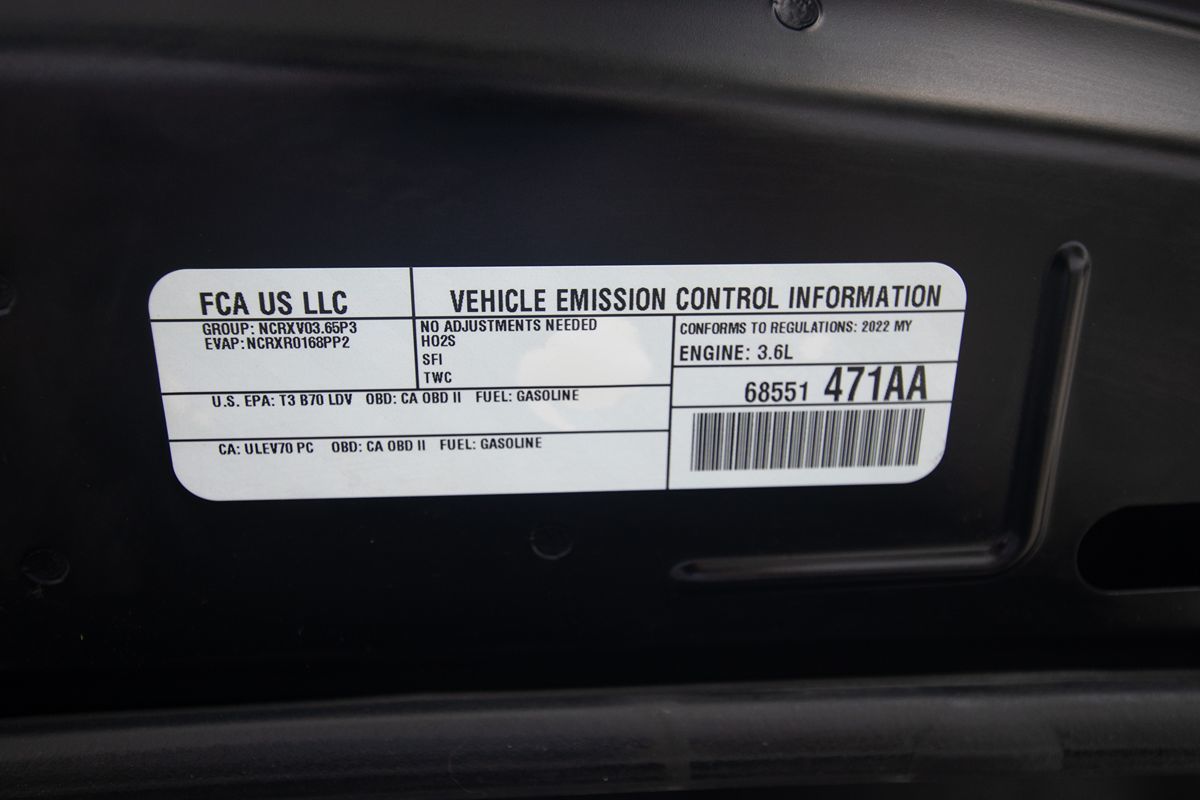 FCA US LLC
VEHICLE EMISSION CONTROL INFORMATION
GROUP: NCRXV03.65P3
EVAP:NCRXR0168PP2
NO ADJUSTMENTS NEEDED
HO2S
SFI
TWC
CONFORMS TO REGULATIONS: 2022 MY
ENGINE: 3.6L
68551 471AA
U.S. EPA: T3 B70 LDV OBD: CA OBD II FUEL: GASOLINE
CA: ULEV70 PC OBD: CA OBD II FUEL: GASOLINE